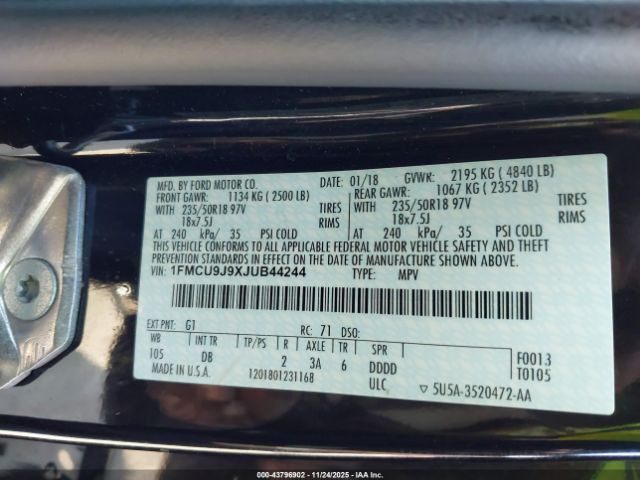 MFD. BY FORD MOTOR CO. DATE: 01/18 GVWR: 2195 KG ( 4840 LB)
FRONT GAWR: 1134 KG ( 2500 LB) REAR GAWR: 1067 KG ( 2352 LB)
WITH 235/50R18 97V TIRES WITH 235/50R18 97V TIRES
18x7.5J RIMS 18x7.5J RIMS
AT 240 kPa/ 35 PSI COLD AT 240 kPa/ 35 PSI COLD
THIS VEHICLE CONFORMS TO ALL APPLICABLE FEDERAL MOTOR VEHICLE SAFETY AND THEFT
PREVENTION STANDARDS IN EFFECT ON THE DATE OF MANUFACTURE SHOWN ABOVE.
VIN: 1FMCU9J9XJUB44244 TYPE: MPV
EXT PNT: G1 RC: 71 DSO:
WB INT TR TP/PS R AXLE TR SPR F0013
105 DB 2 3A 6 DDDD T0105
MADE IN U.S.A. 1201801231168 ULC ▽ 5U5A-3520472-AA
000-43796902 - 11/24/2025 - IAAI.CA